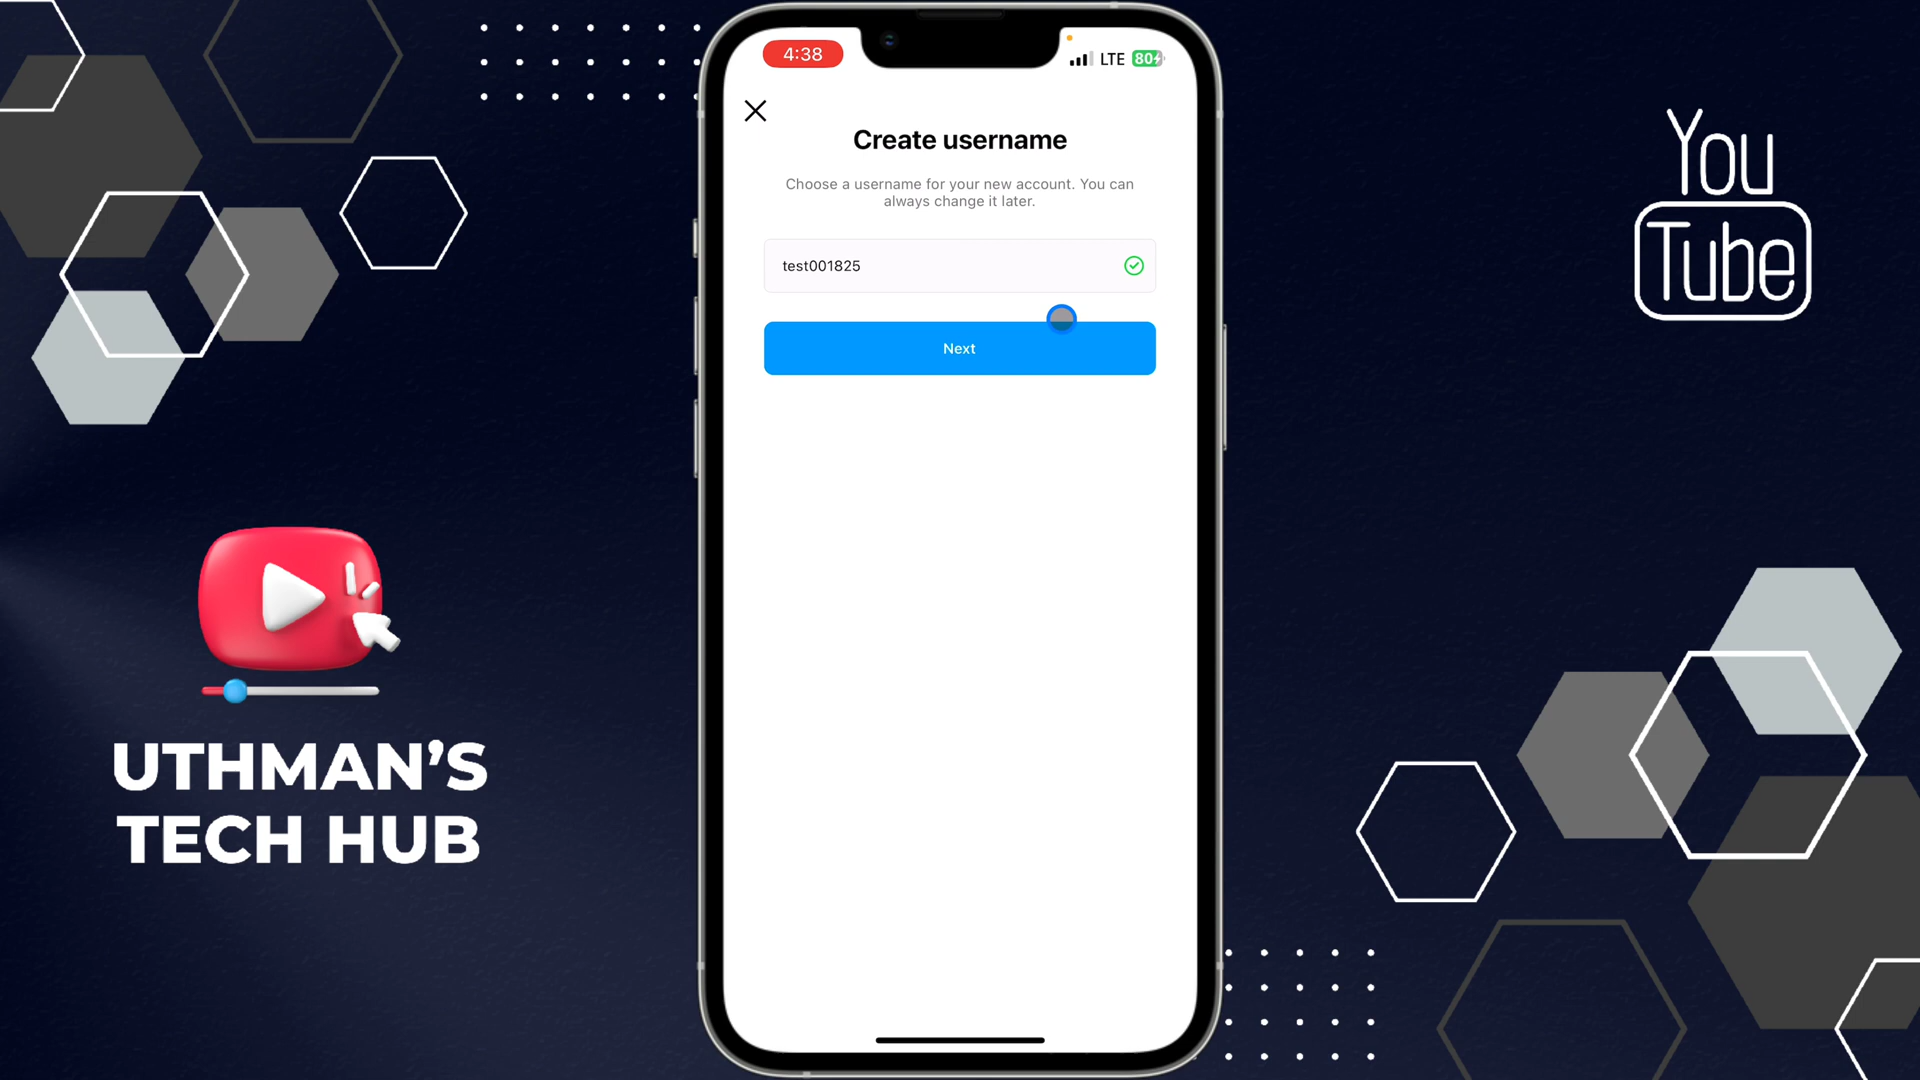 4:38
LTE 80
Create username
Choose a username for your new account. You can
always change it later.
test001825
Next
You
Tube
UTHMAN'S
TECH HUB